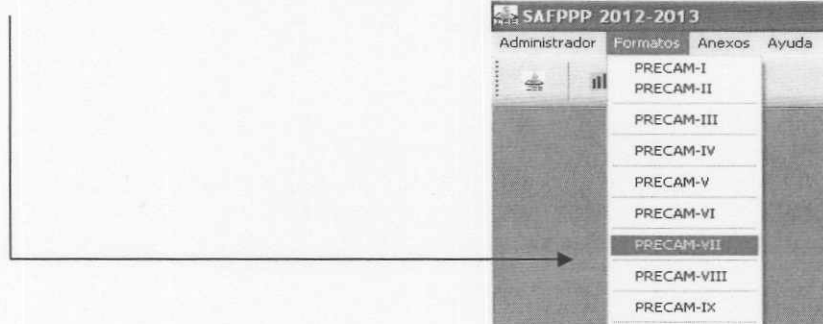 SAFPPP 2012-2013
Administrador Formatos Anexos Ayuda
PRECAM-I
PRECAM-II
PRECAM-III
PRECAM-IV
PRECAM-V
PRECAM-VI
PRECAM-VII
PRECAM-VIII
PRECAM-IX